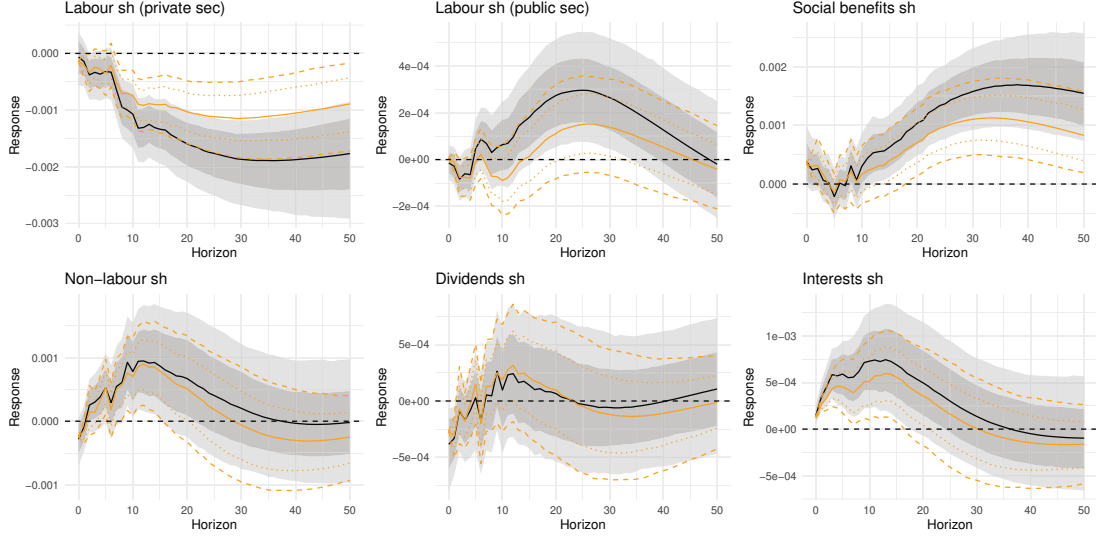 Labour sh (private sec)
Labour sh (public sec)
Social benefits sh
Response
0.000
−0.001
−0.002
−0.003
0 10 20 30 40 50
Horizon
Response
4e−04
2e−04
0e+00
−2e−04
0 10 20 30 40 50
Horizon
Response
0.002
0.001
0.000
0 10 20 30 40 50
Horizon
Non−labour sh
Dividends sh
Interests sh
Response
0.001
0.000
−0.001
0 10 20 30 40 50
Horizon
Response
5e−04
0e+00
−5e−04
0 10 20 30 40 50
Horizon
Response
1e−03
5e−04
0e+00
−5e−04
0 10 20 30 40 50
Horizon